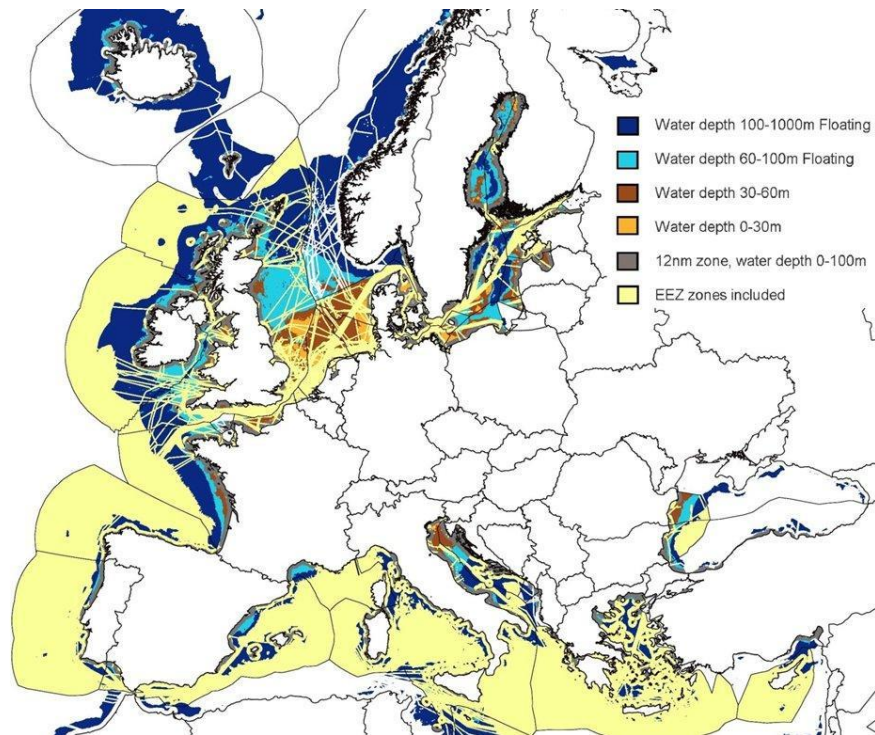 Water depth 100-1000m Floating
Water depth 60-100m Floating
Water depth 30-60m
Water depth 0-30m
12nm zone, water depth 0-100m
EEZ zones included